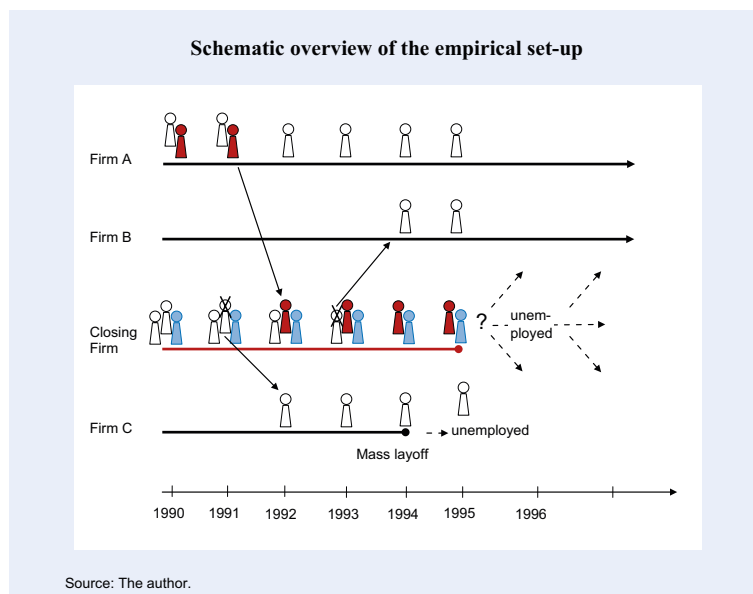 Schematic overview of the empirical set-up
Firm A
Firm B
Closing
Firm
?
unem-
ployed
Firm C
unemployed
Mass layoff
1990 1991 1992 1993 1994 1995 1996
Source: The author.